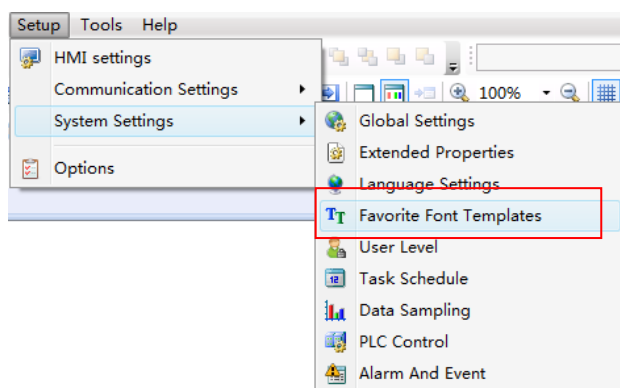 Setup Tools Help
HMI settings
Communication Settings
System Settings
Options
100%
Global Settings
Extended Properties
Language Settings
Favorite Font Templates
User Level
Task Schedule
Data Sampling
PLC Control
Alarm And Event